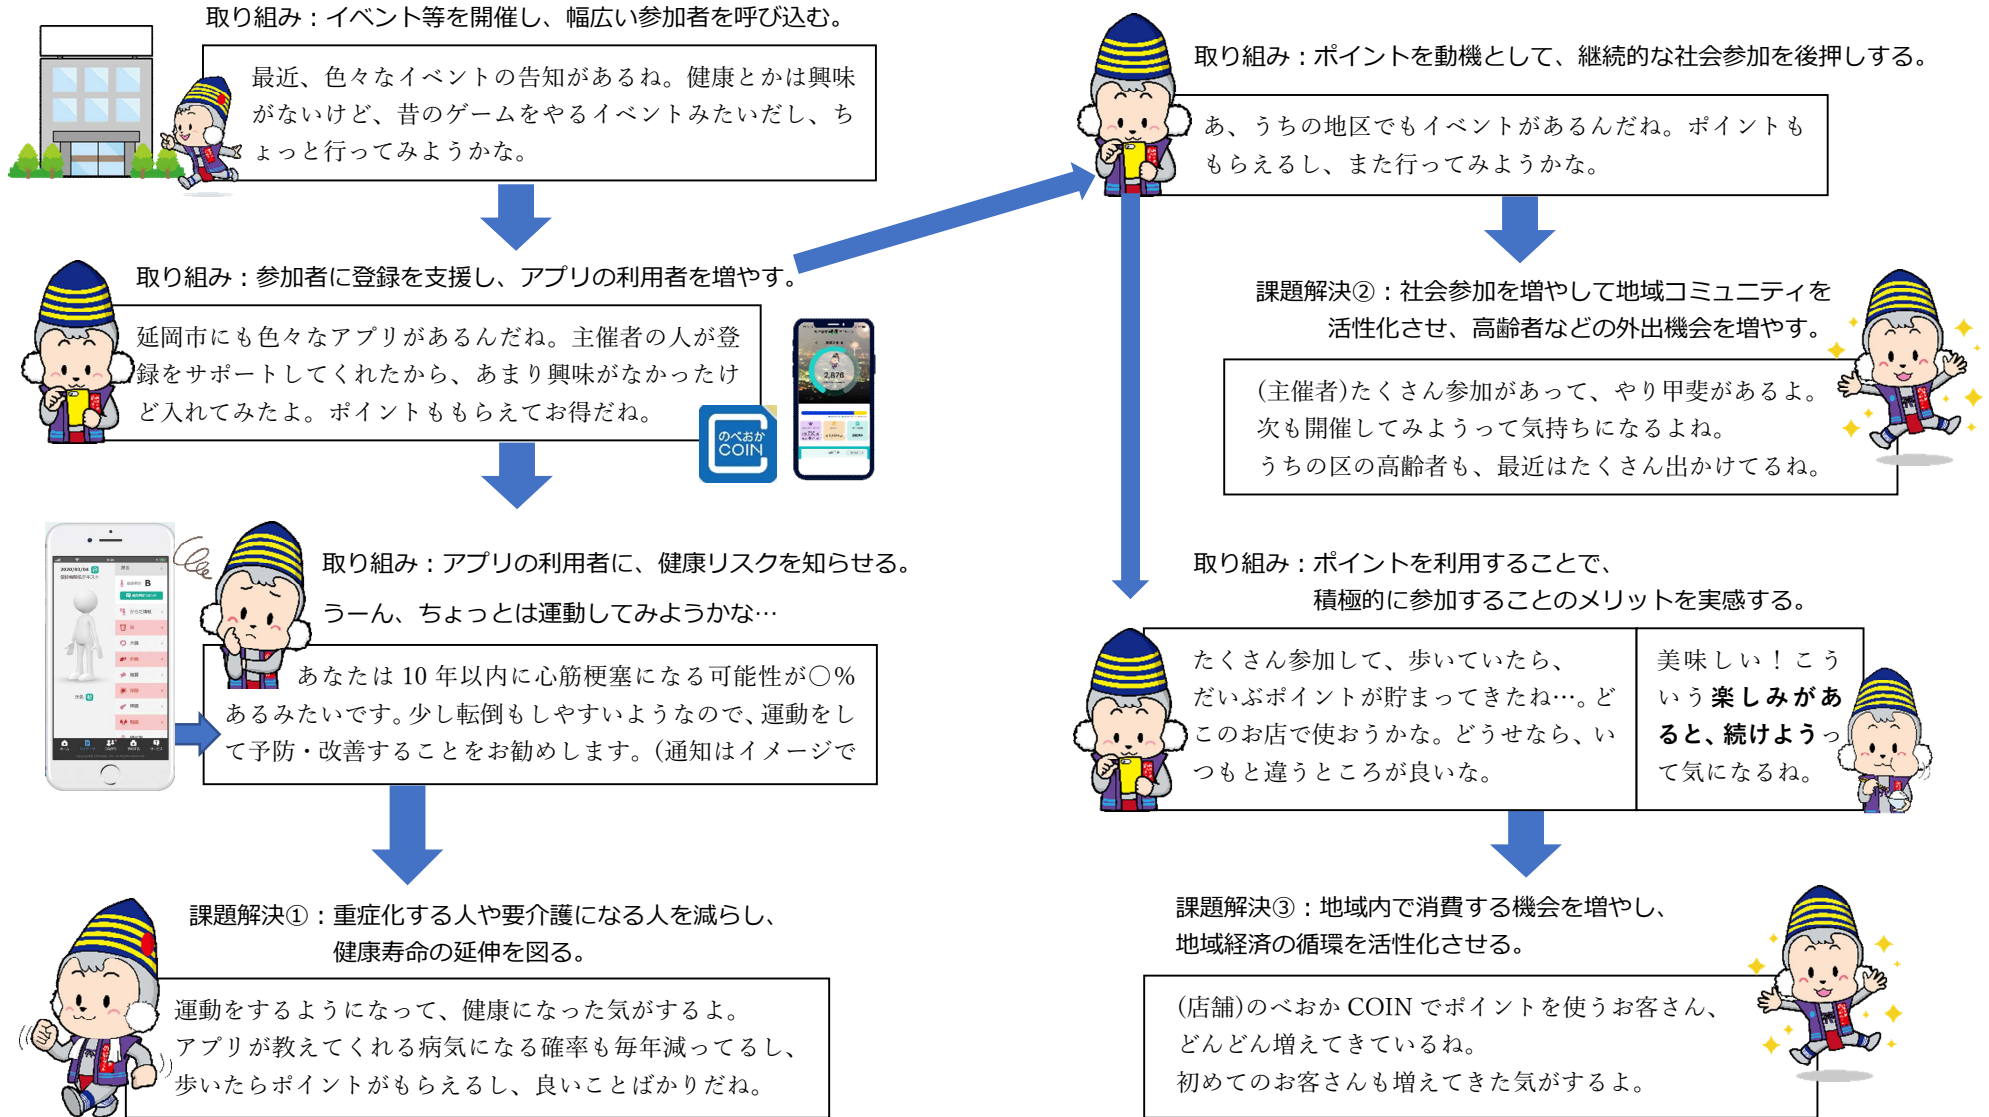 取り組み：イベント等を開催し、幅広い参加者を呼び込む。
最近、色々なイベントの告知があるね。健康とかは興味
がないけど、昔のゲームをやるイベントみたいだし、ち
ょっと行ってみようかな。
取り組み：参加者に登録を支援し、アプリの利用者を増やす。
延岡市にも色々なアプリがあるんだね。主催者の人が登
録をサポートしてくれたから、あまり興味がなかったけ
ど入れてみたよ。ポイントももらえてお得だね。
のべおか
COIN
2,876
取り組み：アプリの利用者に、健康リスクを知らせる。
うーん、ちょっとは運動してみようかな…
2020/03/04
戻る
B
からだ情報
あなたは 10 年以内に心筋梗塞になる可能性が○%
あるみたいです。少し転倒もしやすいようなので、運動をし
て予防・改善することをお勧めします。(通知はイメージで
課題解決①：重症化する人や要介護になる人を減らし、
健康寿命の延伸を図る。
運動をするようになって、健康になった気がするよ。
アプリが教えてくれる病気になる確率も毎年減ってるし、
歩いたらポイントがもらえるし、良いことばかりだね。
取り組み：ポイントを動機として、継続的な社会参加を後押しする。
あ、うちの地区でもイベントがあるんだね。ポイントも
もらえるし、また行ってみようかな。
課題解決②：社会参加を増やして地域コミュニティを
活性化させ、高齢者などの外出機会を増やす。
(主催者)たくさん参加があって、やり甲斐があるよ。
次も開催してみようって気持ちになるよね。
うちの区の高齢者も、最近はたくさん出かけてるね。
取り組み：ポイントを利用することで、
積極的に参加することのメリットを実感する。
たくさん参加して、歩いていたら、
だいぶポイントが貯まってきたね…。ど
このお店で使おうかな。どうせなら、い
つもと違うところが良いな。
美味しい！こう
いう楽しみがあ
ると、続けようっ
て気になるね。
課題解決③：地域内で消費する機会を増やし、
地域経済の循環を活性化させる。
(店舗)のべおか COIN でポイントを使うお客さん、
どんどん増えてきているね。
初めてのお客さんも増えてきた気がするよ。